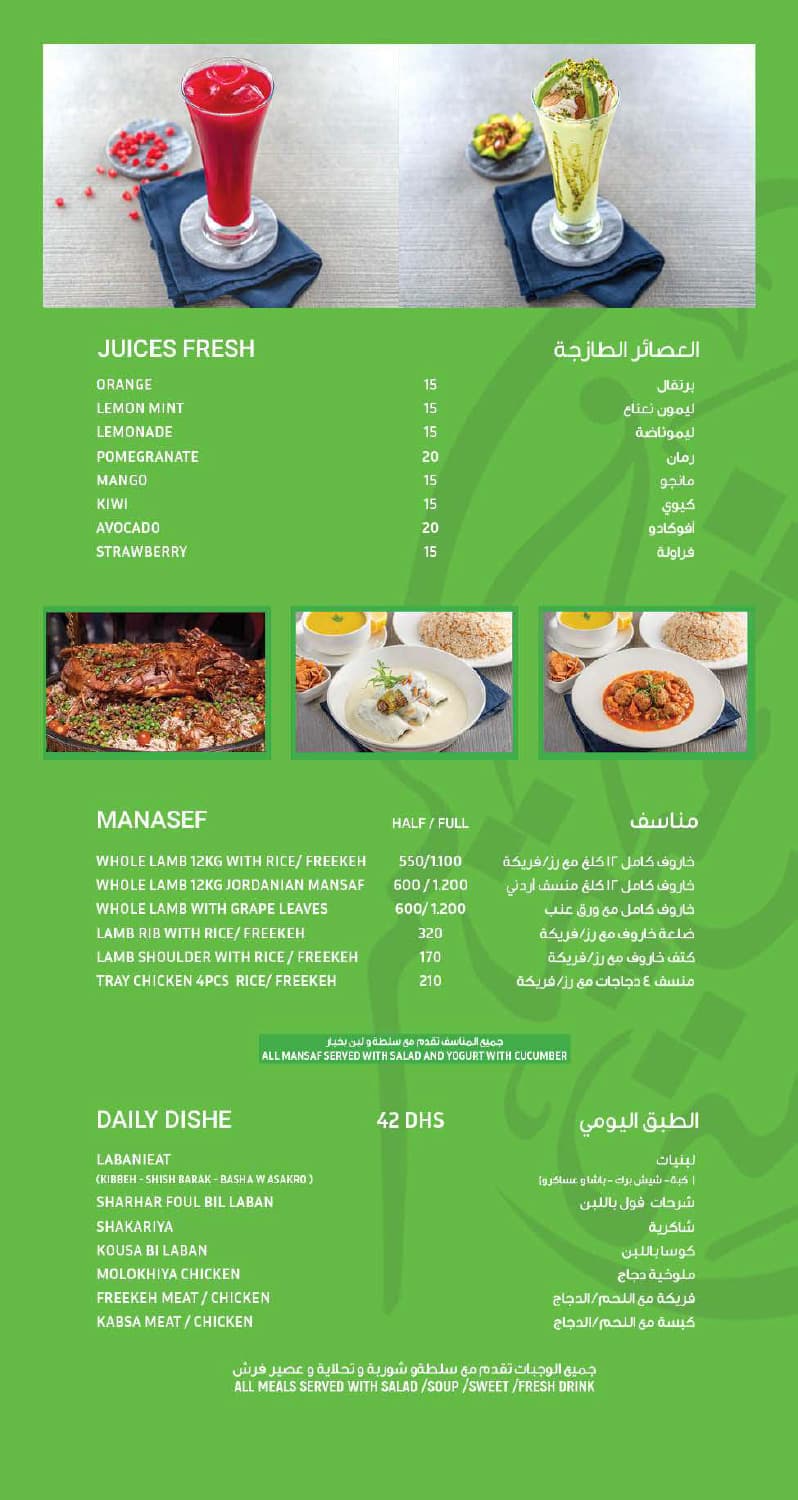 JUICES FRESH العصائر الطازجة
ORANGE 15 برتقال
LEMON MINT 15 ليمون نعناع
LEMONADE 15 ليموناضة
POMEGRANATE 20 رمان
MANGO 15 مانجو
KIWI 15 كيوي
AVOCADO 20 أفوكادو
STRAWBERRY 15 فراولة
MANASEF HALF / FULL مناسف
WHOLE LAMB 12KG WITH RICE/ FREEKEH 550/1.100 خاروف كامل ١٢ كلغ مع رز/فريكة
WHOLE LAMB 12KG JORDANIAN MANSAF 600 / 1.200 خاروف كامل ١٢ كلغ منسف أردني
WHOLE LAMB WITH GRAPE LEAVES 600/ 1.200 خاروف كامل مع ورق عنب
LAMB RIB WITH RICE/ FREEKEH 320 ضلعة خاروف مع رز/فريكة
LAMB SHOULDER WITH RICE / FREEKEH 170 كتف خاروف مع رز/فريكة
TRAY CHICKEN 4PCS RICE/ FREEKEH 210 منسف ٤ دجاجات مع رز/فريكة
جميع المناسف تقدم مع سلطة و لبن بخيار
ALL MANSAF SERVED WITH SALAD AND YOGURT WITH CUCUMBER
DAILY DISHE 42 DHS الطبق اليومي
LABANIEAT لبنيات
(KIBBEH - SHISH BARAK - BASHA W ASAKRO ) ( كبة- شيش برك - باشا و عساكرو)
SHARHAR FOUL BIL LABAN شرحات فول باللبن
SHAKARIYA شاكرية
KOUSA BI LABAN كوسا باللبن
MOLOKHIYA CHICKEN ملوخية دجاج
FREEKEH MEAT / CHICKEN فريكة مع اللحم/الدجاج
KABSA MEAT / CHICKEN كبسة مع اللحم/الدجاج
جميع الوجبات تقدم مع سلطةو شوربة و تحلاية و عصير فرش
ALL MEALS SERVED WITH SALAD /SOUP /SWEET /FRESH DRINK